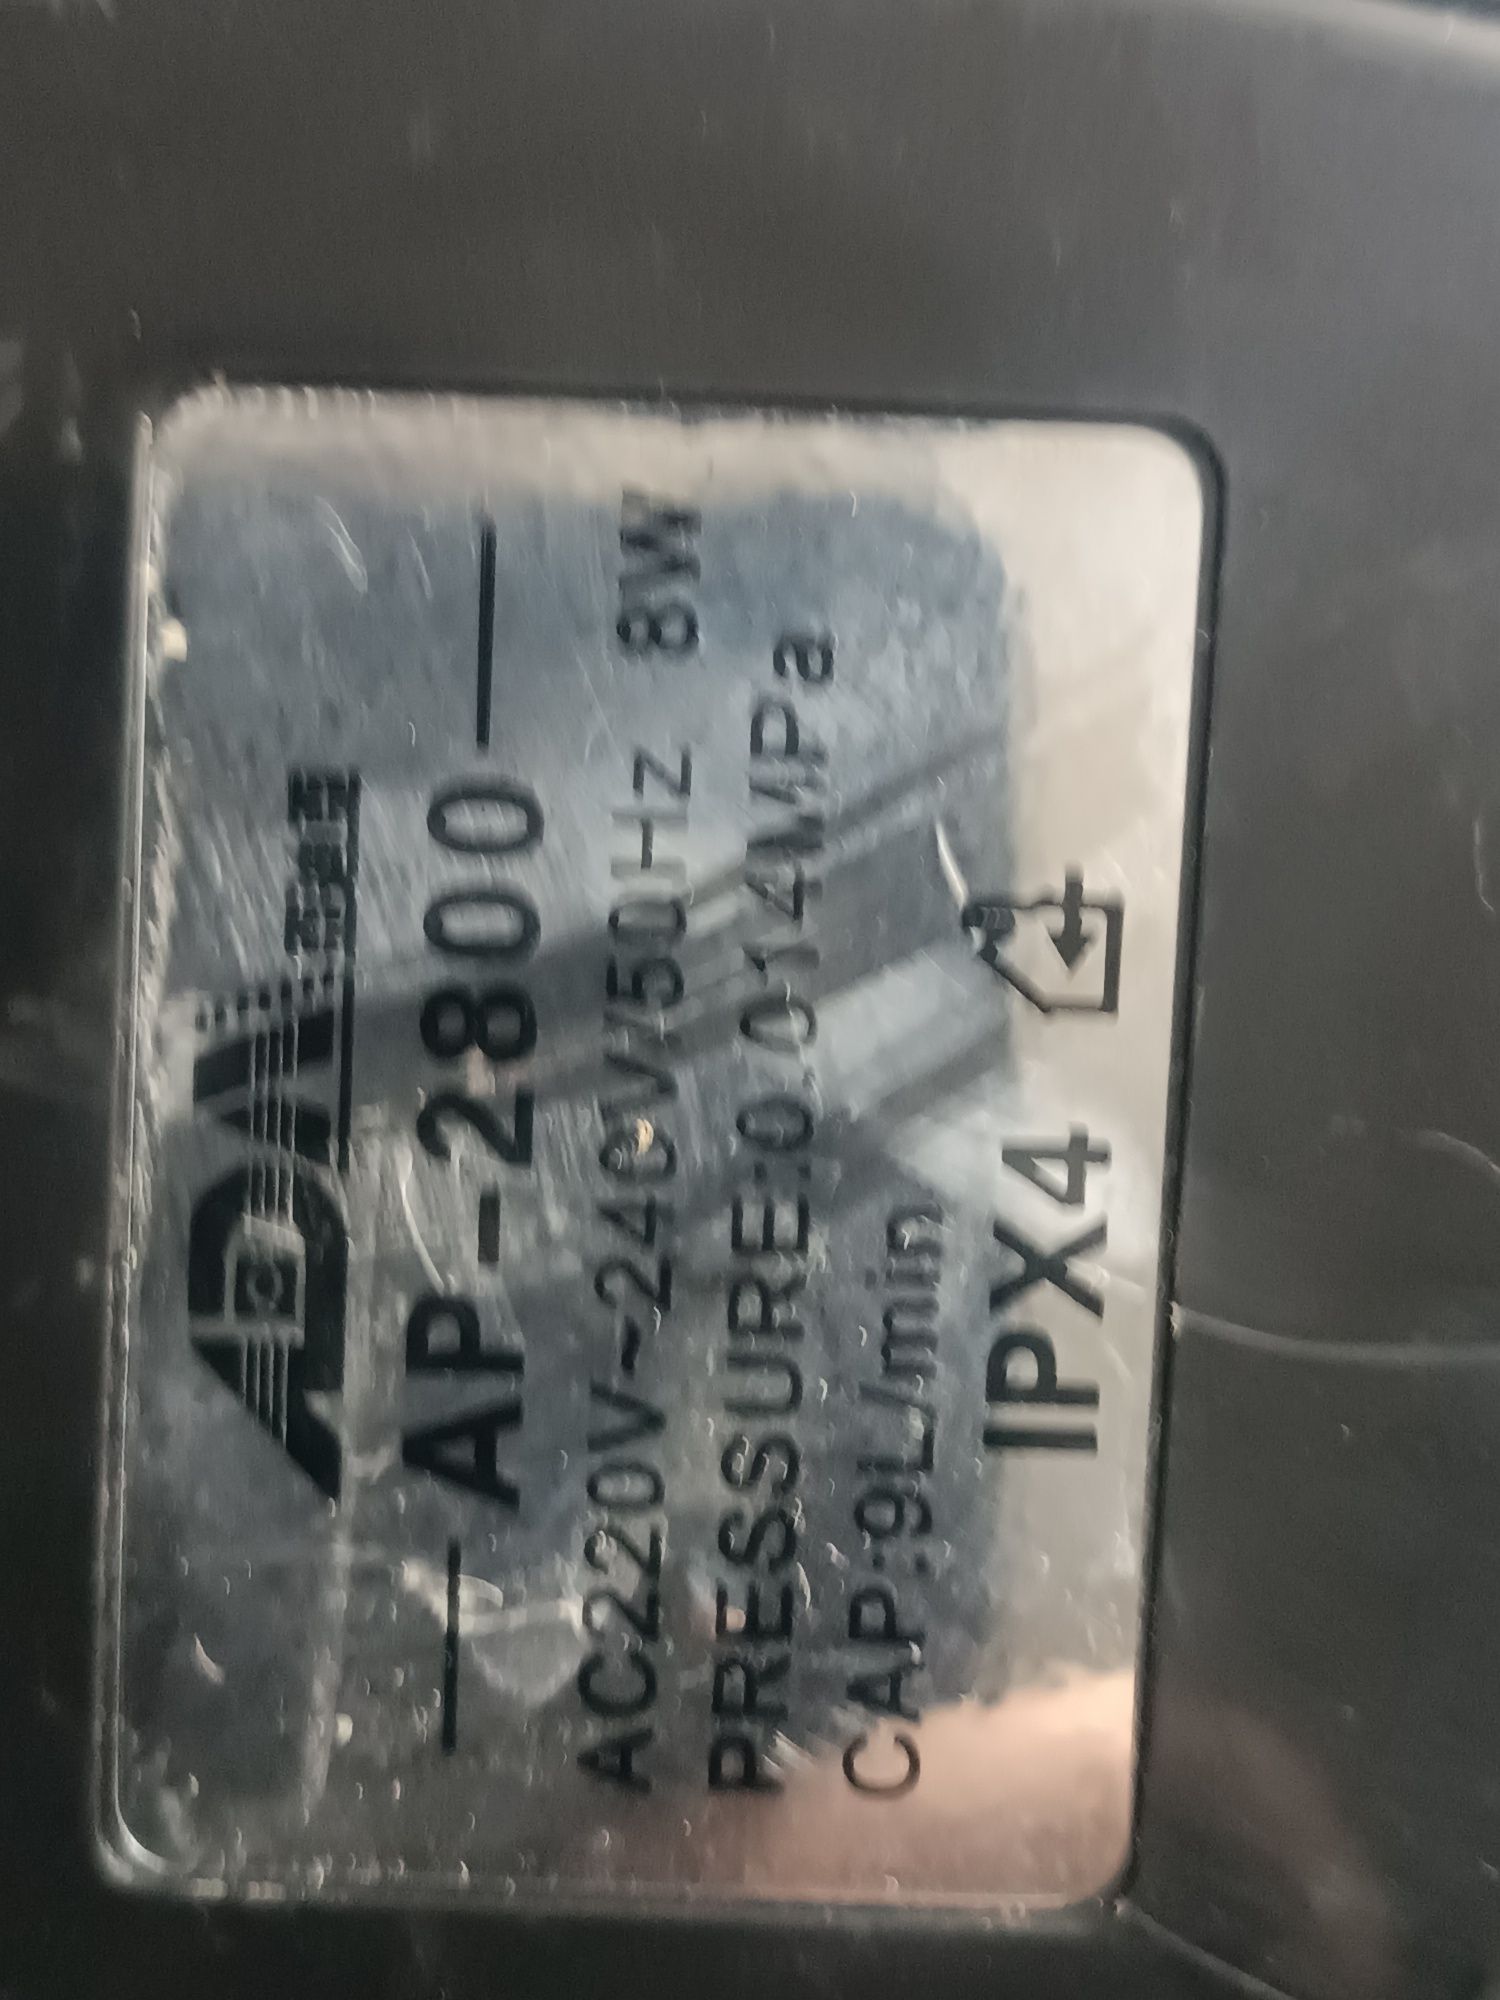 AP-2800
AC220V~240V/50Hz 8W
PRESSURE:0.014MPa
CAP:9L/min
IPX4